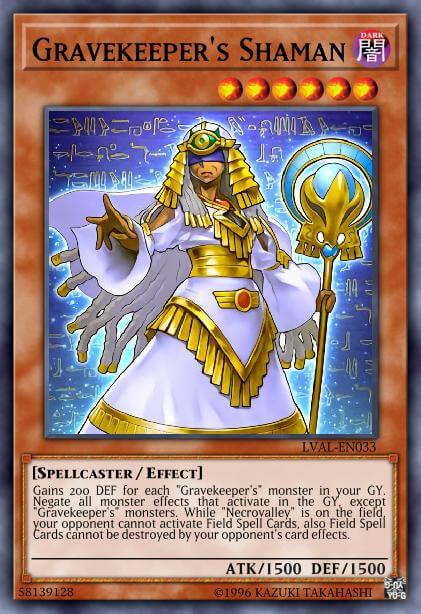 GRAVEKEEPER'S SHAMAN
DARK
闇
LVAL-EN033
[SPELLCASTER / EFFECT]
Gains 200 DEF for each "Gravekeeper's" monster in your GY.
Negate all monster effects that activate in the GY, except
"Gravekeeper's" monsters. While "Necrovalley" is on the field,
your opponent cannot activate Field Spell Cards, also Field Spell
Cards cannot be destroyed by your opponent's card effects.
ATK/1500 DEF/1500
58139128
©1996 KAZUKI TAKAHASHI